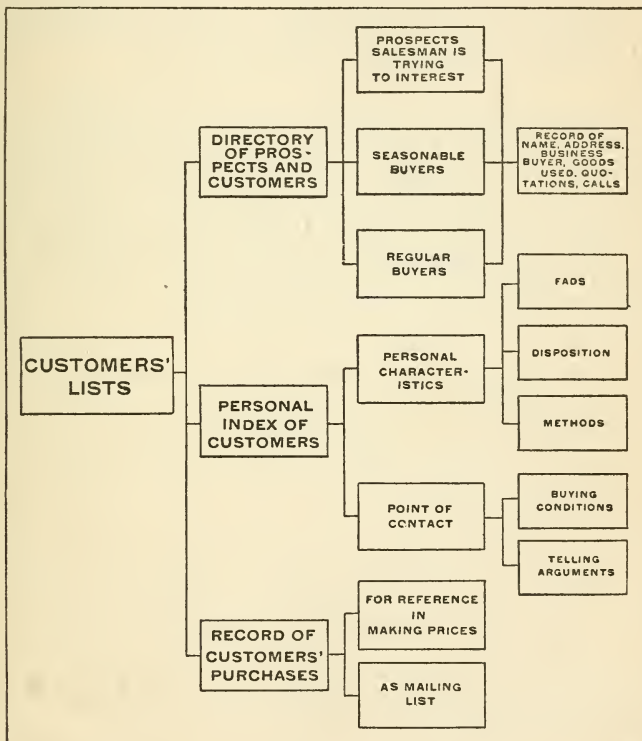 CUSTOMERS'
LISTS
DIRECTORY
OF PROS-
PECTS AND
CUSTOMERS
PROSPECTS
SALESMAN IS
TRYING
TO INTEREST
SEASONABLE
BUYERS
REGULAR
BUYERS
RECORD OF
NAME, ADDRESS,
BUSINESS
BUYER, GOODS
USED, QUO-
TATIONS, CALLS
PERSONAL
INDEX OF
CUSTOMERS
PERSONAL
CHARACTER-
ISTICS
FADS
DISPOSITION
METHODS
POINT OF
CONTACT
BUYING
CONDITIONS
TELLING
ARGUMENTS
RECORD OF
CUSTOMERS'
PURCHASES
FOR REFERENCE
IN
MAKING PRICES
AS MAILING
LIST